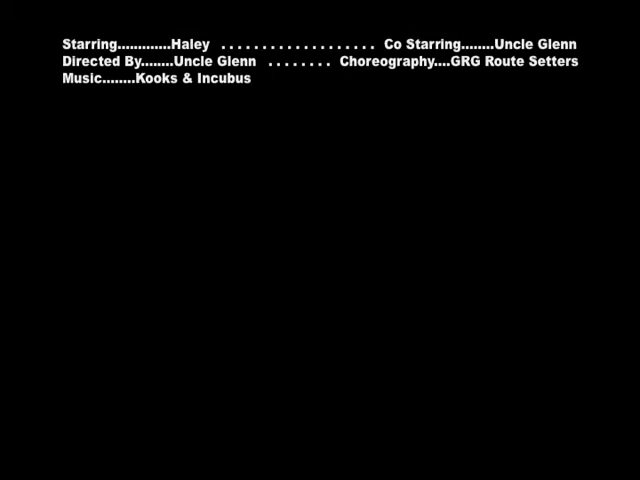 Starring.............Haley . . . . . . . . . . . . . . . . . . . Co Starring........Uncle Glenn
Directed By........Uncle Glenn . . . . . . . . Choreography....GRG Route Setters
Music........Kooks & Incubus